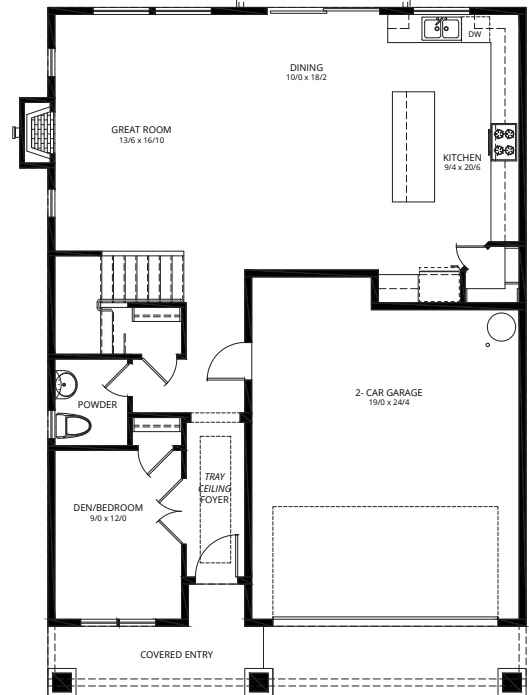 DW
DINING
10/0 x 18/2
GREAT ROOM
13/6 x 16/10
KITCHEN
9/4 x 20/6
2- CAR GARAGE
19/0 x 24/4
POWDER
TRAY
CEILING
FOYER
DEN/BEDROOM
9/0 x 12/0
COVERED ENTRY